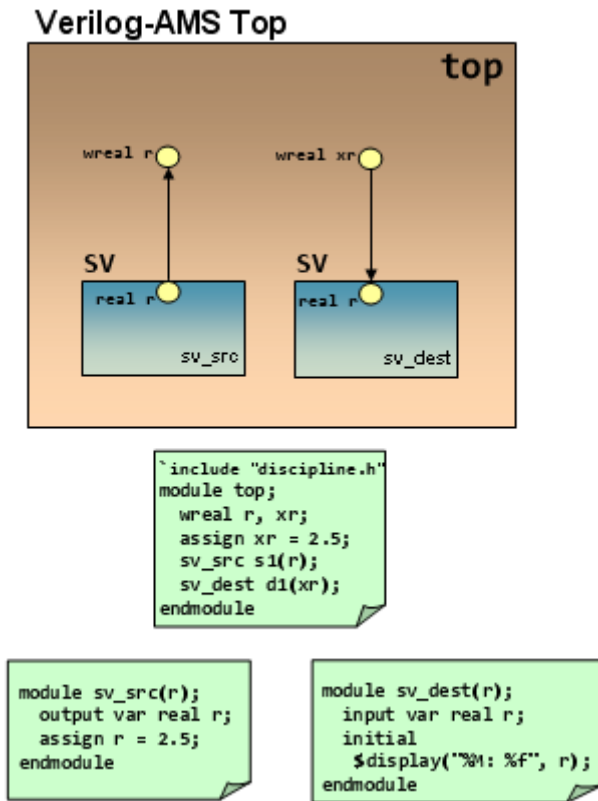 Verilog-AMS Top
top
wreal r
wreal xr
SV
SV
real r
real r
sv_src
sv_dest
`include "discipline.h"
module top;
wreal r, xr;
assign xr = 2.5;
sv_src s1(r);
sv_dest d1(xr);
endmodule
module sv_src(r);
output var real r;
assign r = 2.5;
endmodule
module sv_dest(r);
input var real r;
initial
$display("%M: %f", r);
endmodule